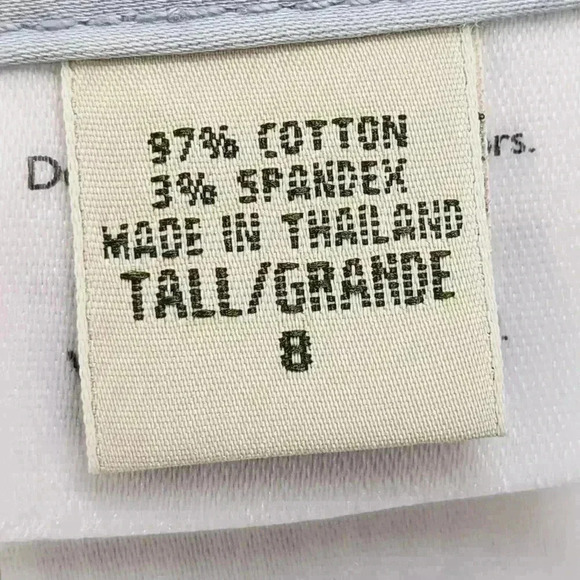 97% COTTON
3% SPANDEX
MADE IN THAILAND
TALL/GRANDE
8